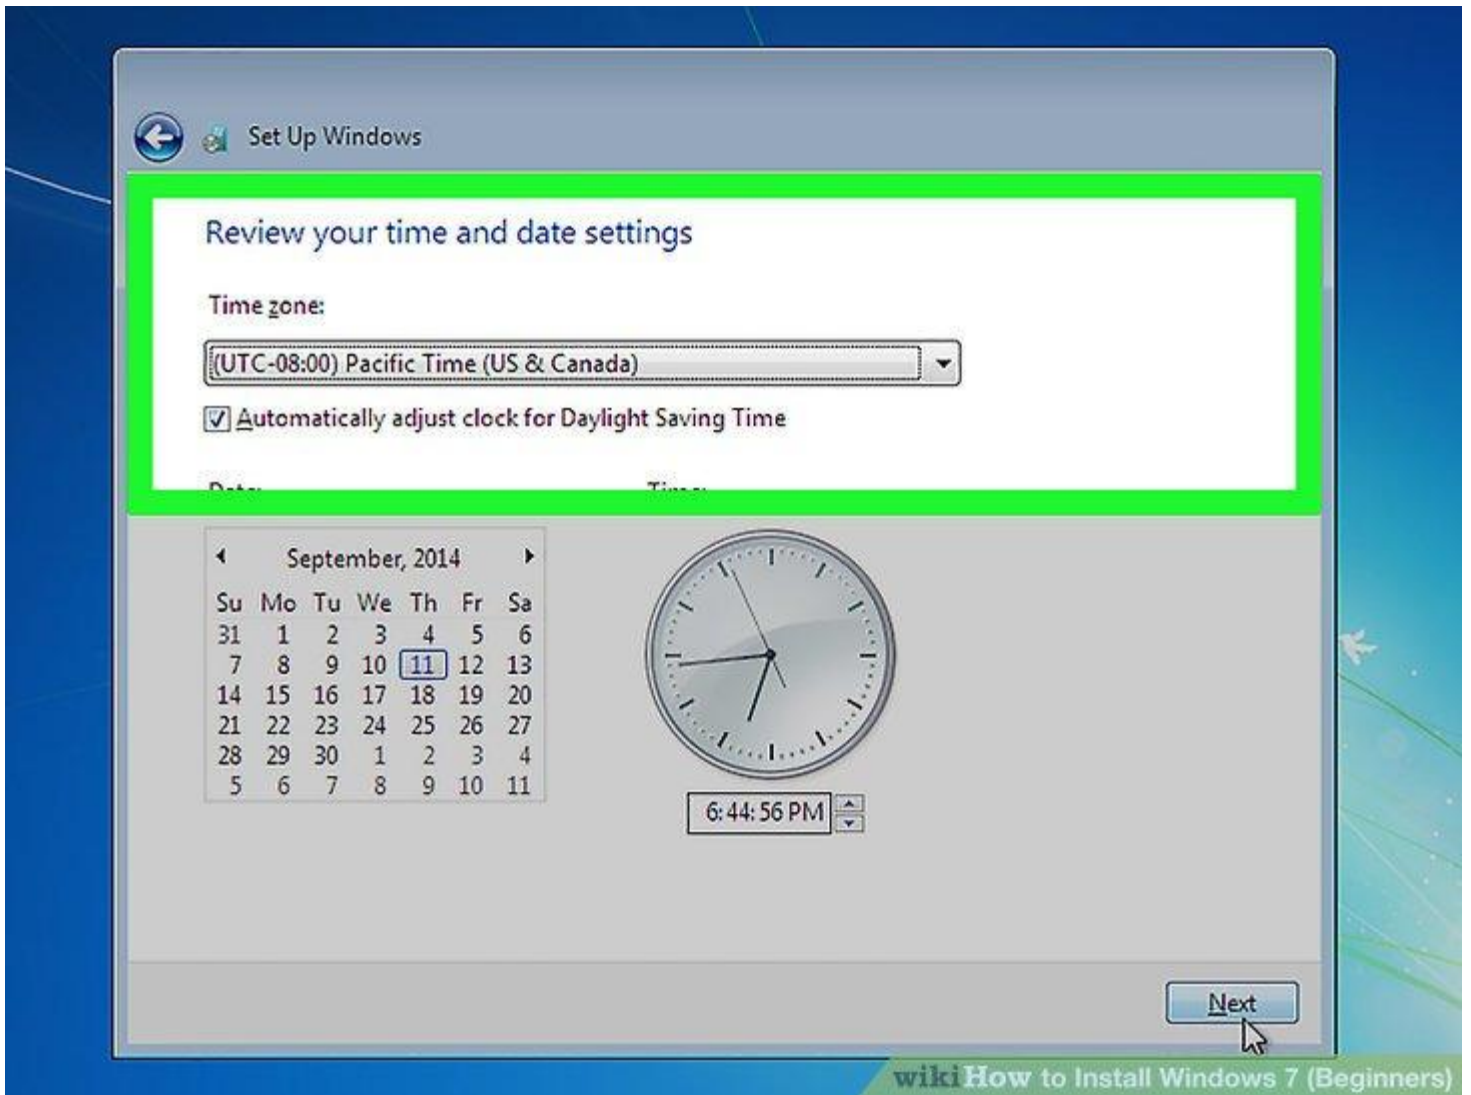 Set Up Windows
Review your time and date settings
Time zone:
(UTC-08:00) Pacific Time (US & Canada)
Automatically adjust clock for Daylight Saving Time
Date: Time:
September, 2014
Su Mo Tu We Th Fr Sa
31 1 2 3 4 5 6
7 8 9 10 11 12 13
14 15 16 17 18 19 20
21 22 23 24 25 26 27
28 29 30 1 2 3 4
5 6 7 8 9 10 11
6:44:56 PM
Next
wikiHow to Install Windows 7 (Beginners)